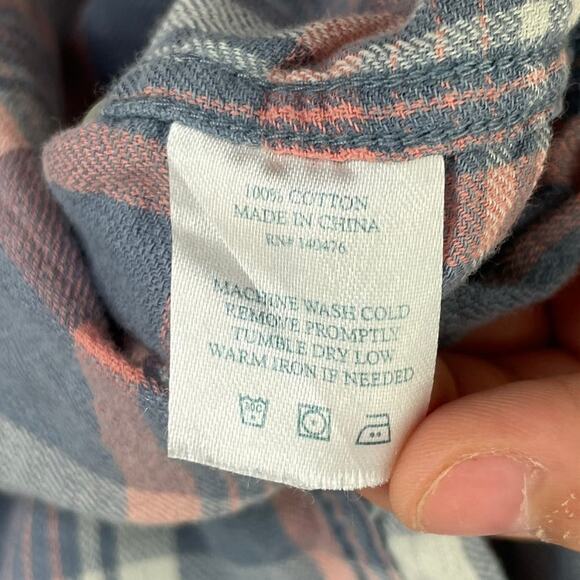 100% COTTON
MADE IN CHINA
RN# 140476
MACHINE WASH COLD
REMOVE PROMPTLY
TUMBLE DRY LOW
WARM IRON IF NEEDED
30C